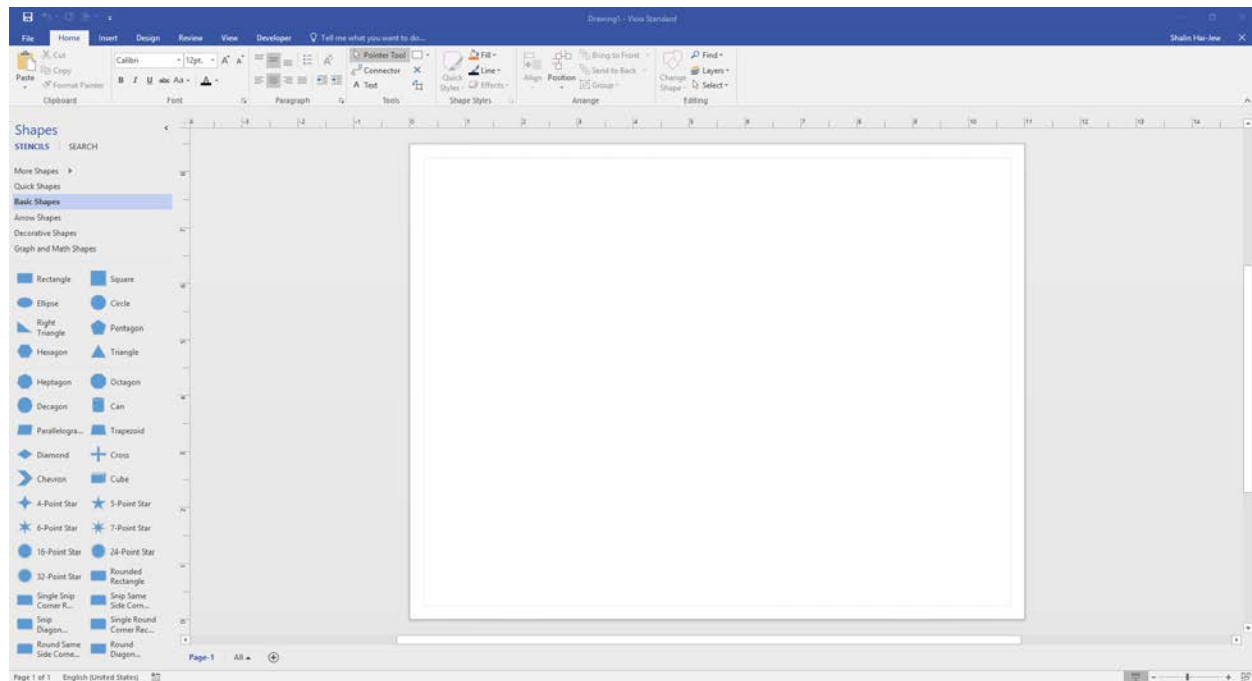 Drawing1 - Visio Standard
File Home Insert Design Review View Developer Tell me what you want to do... Shalin Hai-Jew
Cut
Copy
Format Painter
Paste
Clipboard
Calibri 12pt. A A
B I U abc Aa A
Font
Paragraph
Pointer Tool
Connector
A Text
Tools
Quick Styles
Fill
Line
Effects
Shape Styles
Align Position
Bring to Front
Send to Back
Group
Arrange
Change Shape
Find
Layers
Select
Editing
Shapes
STENCILS SEARCH
More Shapes
Quick Shapes
Basic Shapes
Arrow Shapes
Decorative Shapes
Graph and Math Shapes
Rectangle Square
Ellipse Circle
Right Triangle Pentagon
Hexagon Triangle
Heptagon Octagon
Decagon Can
Parallelogra... Trapezoid
Diamond Cross
Chevron Cube
4-Point Star 5-Point Star
6-Point Star 7-Point Star
16-Point Star 24-Point Star
32-Point Star Rounded Rectangle
Single Snip Corner R... Snip Same Side Corn...
Snip Diagon... Single Round Corner Rec...
Round Same Side Corne... Round Diagon...
Page-1 All
Page 1 of 1 English (United States)